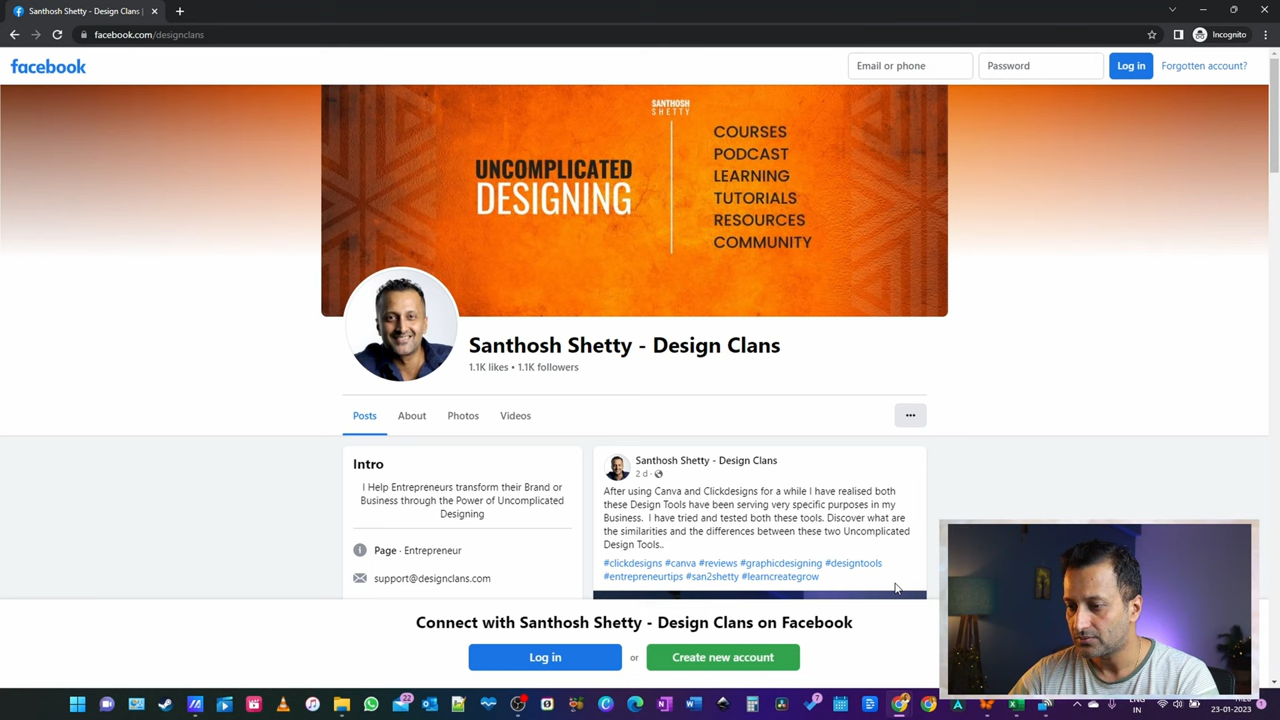 Santhosh Shetty - Design Clans |
facebook.com/designclans
Incognito
facebook
Email or phone
Password
Log in
Forgotten account?
SANTHOSH
SHETTY
UNCOMPLICATED
DESIGNING
COURSES
PODCAST
LEARNING
TUTORIALS
RESOURCES
COMMUNITY
Santhosh Shetty - Design Clans
1.1K likes • 1.1K followers
Posts
About
Photos
Videos
Intro
I Help Entrepreneurs transform their Brand or
Business through the Power of Uncomplicated
Designing
Page · Entrepreneur
support@designclans.com
Santhosh Shetty - Design Clans
2 d ·
After using Canva and Clickdesigns for a while I have realised both
these Design Tools have been serving very specific purposes in my
Business. I have tried and tested both these tools. Discover what are
the similarities and the differences between these two Uncomplicated
Design Tools..
#clickdesigns #canva #reviews #graphicdesigning #designtools
#entrepreneurtips #san2shetty #learncreategrow
Connect with Santhosh Shetty - Design Clans on Facebook
Log in
or
Create new account
22
7
IN
23-01-2023